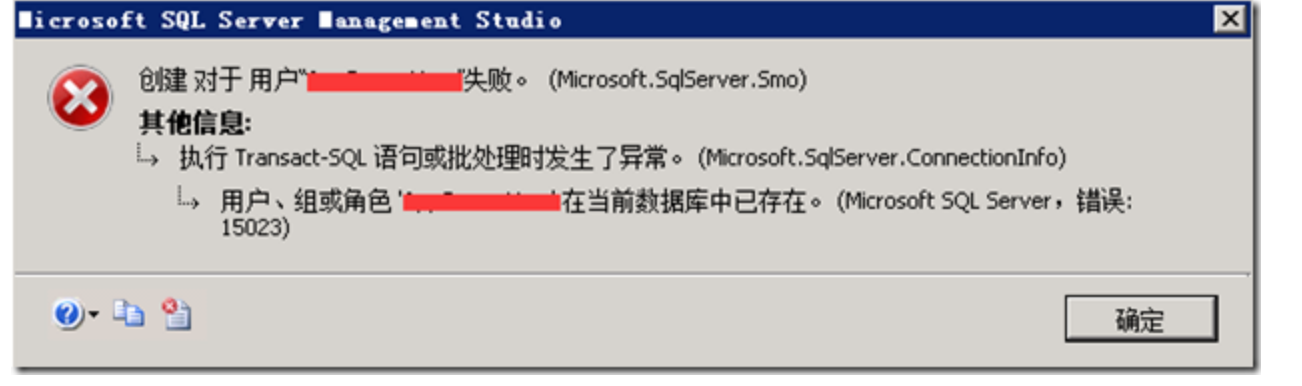 Microsoft SQL Server Management Studio
创建 对于 用户“ ”失败。 (Microsoft.SqlServer.Smo)
其他信息:
执行 Transact-SQL 语句或批处理时发生了异常。 (Microsoft.SqlServer.ConnectionInfo)
用户、组或角色 ' ' 在当前数据库中已存在。 (Microsoft SQL Server，错误:
15023)
确定